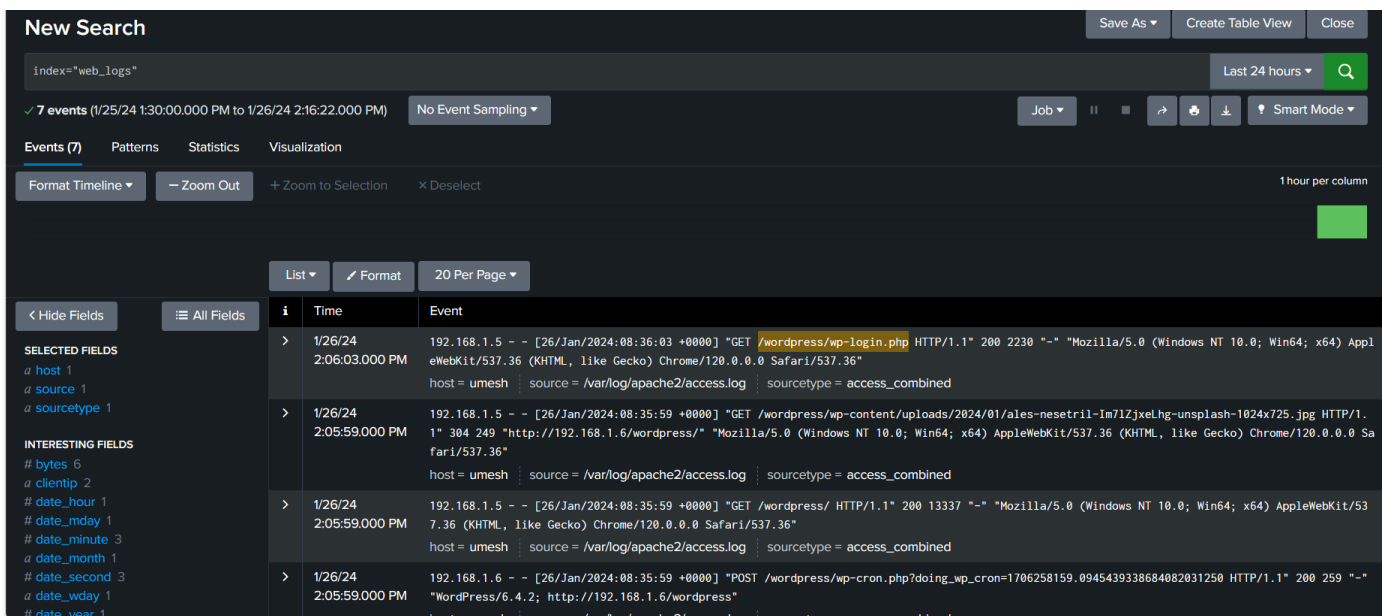 New Search
Save As Create Table View Close
index="web_logs"
Last 24 hours
7 events (1/25/24 1:30:00.000 PM to 1/26/24 2:16:22.000 PM) No Event Sampling
Job Smart Mode
Events (7) Patterns Statistics Visualization
Format Timeline — Zoom Out + Zoom to Selection × Deselect
1 hour per column
List Format 20 Per Page
< Hide Fields All Fields
i Time Event
SELECTED FIELDS
a host 1
a source 1
a sourcetype 1
INTERESTING FIELDS
# bytes 6
a clientip 2
# date_hour 1
# date_mday 1
# date_minute 3
a date_month 1
# date_second 3
a date_wday 1
# date_year 1
> 1/26/24
2:06:03.000 PM
192.168.1.5 - - [26/Jan/2024:08:36:03 +0000] "GET /wordpress/wp-login.php HTTP/1.1" 200 2230 "-" "Mozilla/5.0 (Windows NT 10.0; Win64; x64) Appl
eWebKit/537.36 (KHTML, like Gecko) Chrome/120.0.0.0 Safari/537.36"
host = umesh source = /var/log/apache2/access.log sourcetype = access_combined
> 1/26/24
2:05:59.000 PM
192.168.1.5 - - [26/Jan/2024:08:35:59 +0000] "GET /wordpress/wp-content/uploads/2024/01/ales-nesetril-Im7lZjxeLhg-unsplash-1024x725.jpg HTTP/1.
1" 304 249 "http://192.168.1.6/wordpress/" "Mozilla/5.0 (Windows NT 10.0; Win64; x64) AppleWebKit/537.36 (KHTML, like Gecko) Chrome/120.0.0.0 Sa
fari/537.36"
host = umesh source = /var/log/apache2/access.log sourcetype = access_combined
> 1/26/24
2:05:59.000 PM
192.168.1.5 - - [26/Jan/2024:08:35:59 +0000] "GET /wordpress/ HTTP/1.1" 200 13337 "-" "Mozilla/5.0 (Windows NT 10.0; Win64; x64) AppleWebKit/53
7.36 (KHTML, like Gecko) Chrome/120.0.0.0 Safari/537.36"
host = umesh source = /var/log/apache2/access.log sourcetype = access_combined
> 1/26/24
2:05:59.000 PM
192.168.1.6 - - [26/Jan/2024:08:35:59 +0000] "POST /wordpress/wp-cron.php?doing_wp_cron=1706258159.0945439338684082031250 HTTP/1.1" 200 259 "-"
"WordPress/6.4.2; http://192.168.1.6/wordpress"